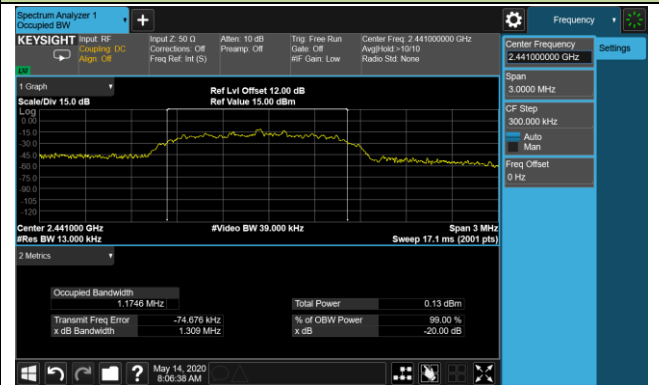 Spectrum Analyzer 1
Occupied BW
+
Frequency
KEYSIGHT
Input: RF
Coupling: DC
Align: Off
Input Z: 50 Ω
Corrections: Off
Freq Ref: Int (S)
Atten: 10 dB
Preamp: Off
Trig: Free Run
Gate: Off
#IF Gain: Low
Center Freq: 2.441000000 GHz
Avg|Hold:>10/10
Radio Std: None
Center Frequency
2.441000000 GHz
Settings
Span
3.0000 MHz
CF Step
300.000 kHz
Auto
Man
Freq Offset
0 Hz
1 Graph
Scale/Div 15.0 dB
Ref Lvl Offset 12.00 dB
Ref Value 15.00 dBm
Log
0.00
-15.0
-30.0
-45.0
-60.0
-75.0
-90.0
-105
-120
Center 2.441000 GHz
#Video BW 39.000 kHz
Span 3 MHz
#Res BW 13.000 kHz
Sweep 17.1 ms (2001 pts)
2 Metrics
Occupied Bandwidth
1.1746 MHz
Total Power 0.13 dBm
Transmit Freq Error -74.676 kHz
% of OBW Power 99.00 %
x dB Bandwidth 1.309 MHz
x dB -20.00 dB
?
May 14, 2020
8:06:38 AM